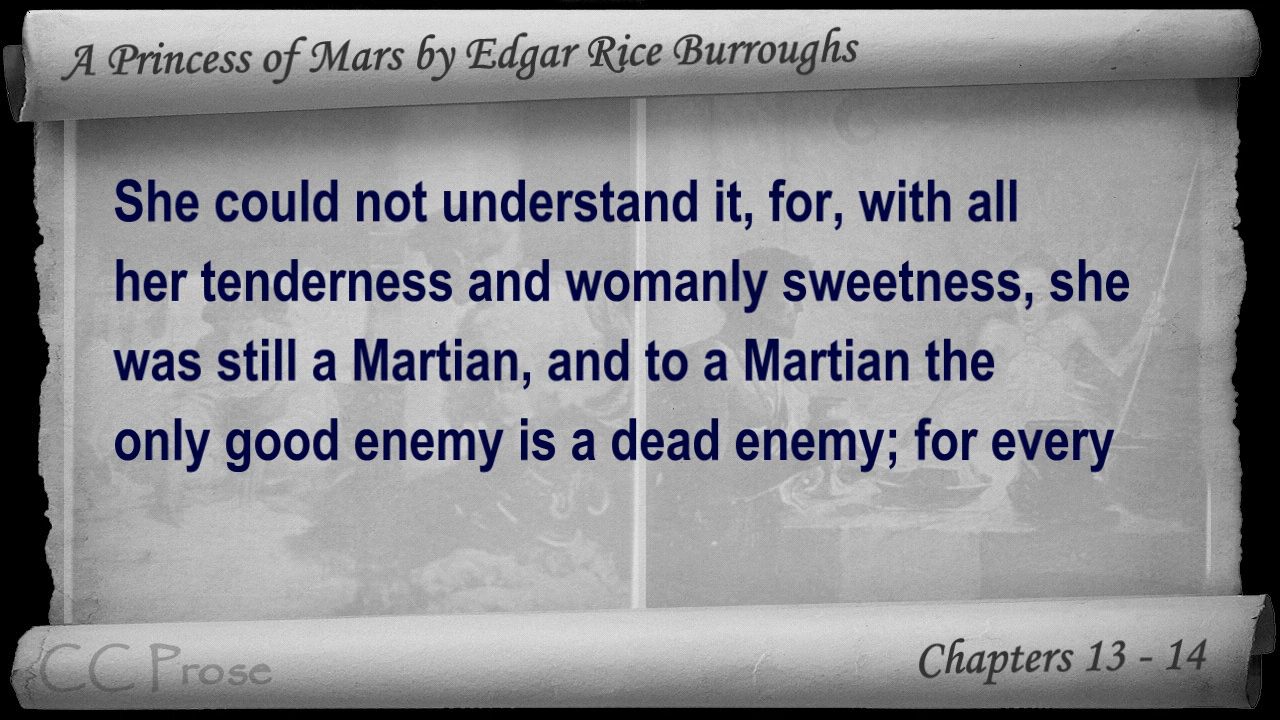 A Princess of Mars by Edgar Rice Burroughs
She could not understand it, for, with all
her tenderness and womanly sweetness, she
was still a Martian, and to a Martian the
only good enemy is a dead enemy; for every
CC Prose
Chapters 13 - 14